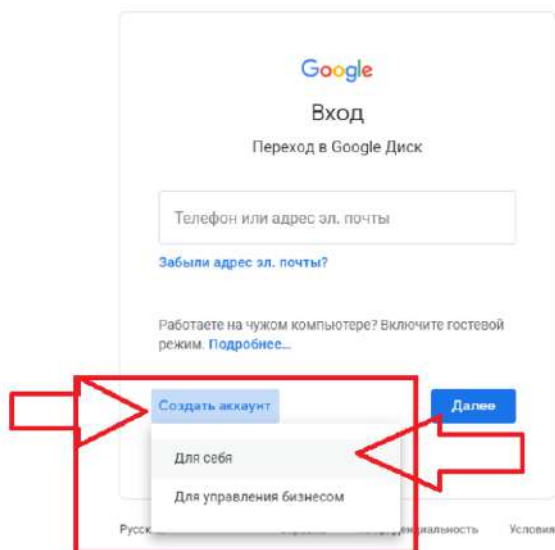 Google
Вход
Переход в Google Диск
Телефон или адрес эл. почты
Забыли адрес эл. почты?
Работаете на чужом компьютере? Включите гостевой
режим. Подробнее...
Создать аккаунт
Далее
Для себя
Для управления бизнесом
Условия